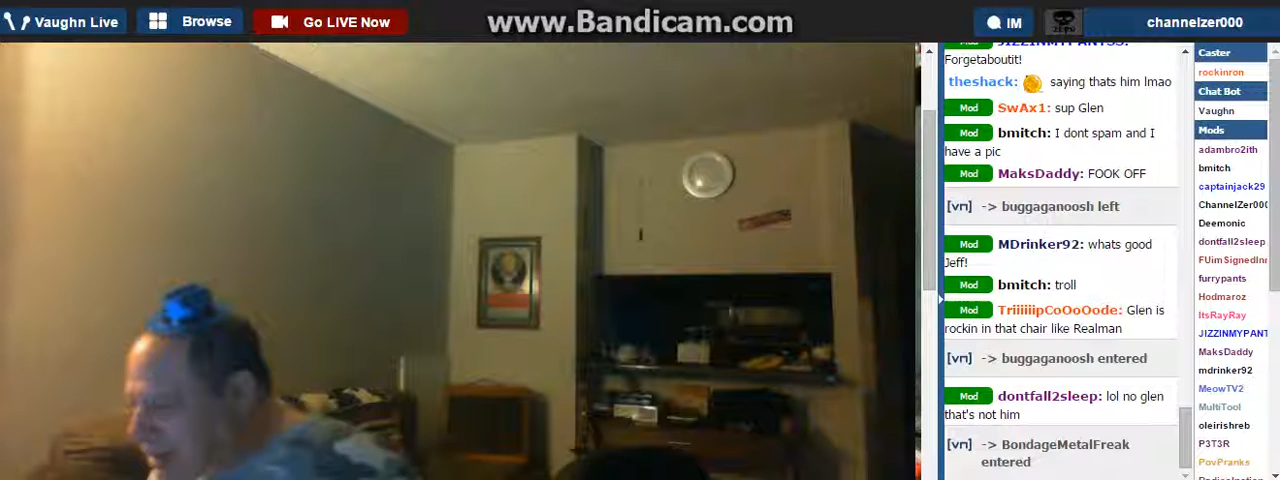 Vaughn Live
Browse
Go LIVE Now
www.Bandicam.com
IM
channelzer000
Mod JIZZINMYPANTSS:
Forgetaboutit!
theshack: saying thats him lmao
Mod SwAx1: sup Glen
Mod bmitch: I dont spam and I
have a pic
Mod MaksDaddy: FOOK OFF
[vn] -> buggaganoosh left
Mod MDrinker92: whats good
Jeff!
Mod bmitch: troll
Mod TriiiiiipCoOoOode: Glen is
rockin in that chair like Realman
[vn] -> buggaganoosh entered
Mod dontfall2sleep: lol no glen
that's not him
[vn] -> BondageMetalFreak
entered
Caster
rockinron
Chat Bot
Vaughn
Mods
adambro2ith
bmitch
captainjack29
ChannelZer000
Deemonic
dontfall2sleep
FUimSignedIn
furrypants
Hodmaroz
ItsRayRay
JIZZINMYPANT
MaksDaddy
mdrinker92
MeowTV2
MultiTool
oleirishreb
P3T3R
PovPranks